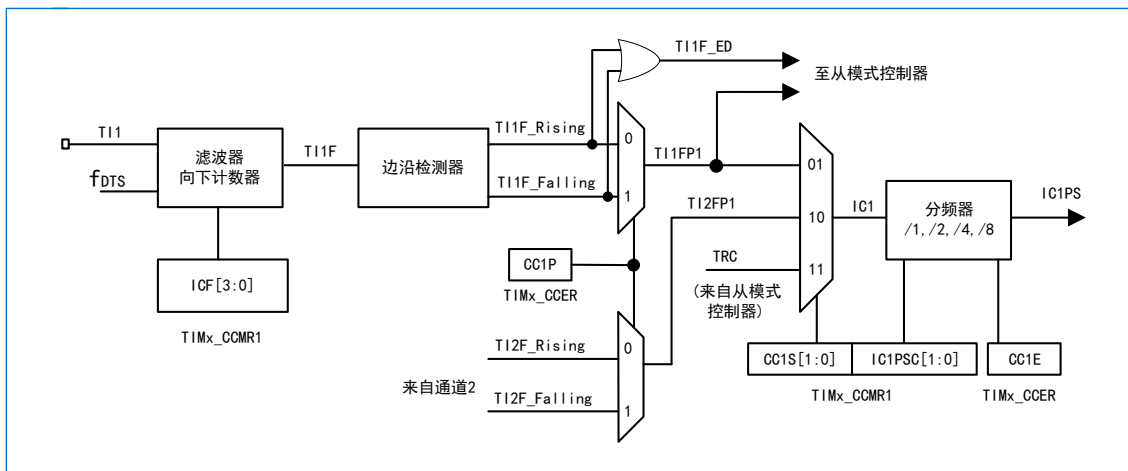 TI1F_ED
至从模式控制器
TI1
fDTS
滤波器
向下计数器
TI1F
边沿检测器
TI1F_Rising
TI1F_Falling
0
1
TI1FP1
TI2FP1
TRC
(来自从模式
控制器)
01
10
11
IC1
分频器
/1,/2,/4,/8
IC1PS
ICF[3:0]
TIMx_CCMR1
CC1P
TIMx_CCER
来自通道2
TI2F_Rising
TI2F_Falling
0
1
CC1S[1:0]
IC1PSC[1:0]
TIMx_CCMR1
CC1E
TIMx_CCER